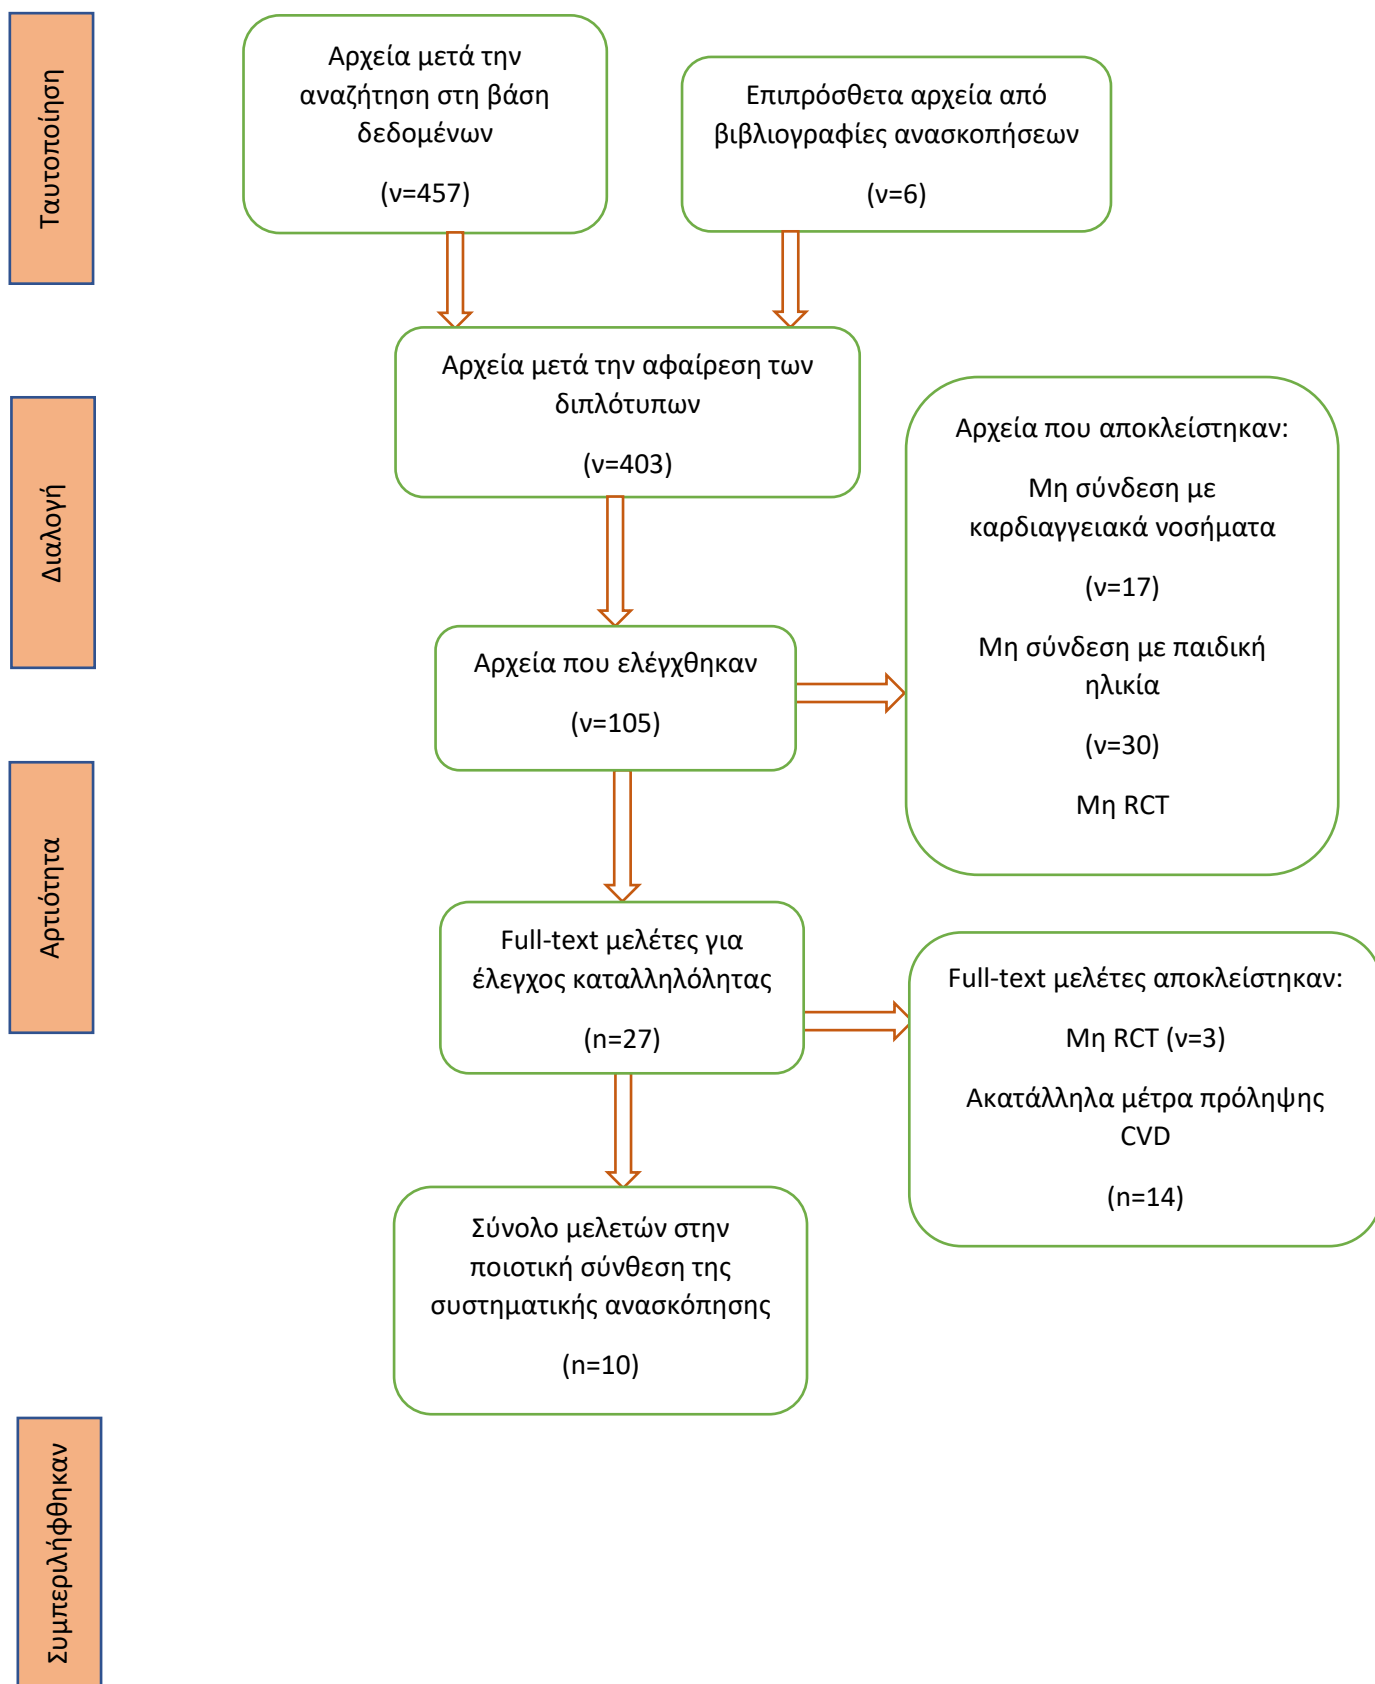 Ταυτοποίηση
Αρχεία μετά την
αναζήτηση στη βάση
δεδομένων
(ν=457)
Επιπρόσθετα αρχεία από
βιβλιογραφίες ανασκοπήσεων
(ν=6)
Αρχεία μετά την αφαίρεση των
διπλότυπων
(ν=403)
Διαλογή
Αρχεία που αποκλείστηκαν:
Μη σύνδεση με
καρδιαγγειακά νοσήματα
(ν=17)
Μη σύνδεση με παιδική
ηλικία
(ν=30)
Μη RCT
Αρχεία που ελέγχθηκαν
(ν=105)
Αρτιότητα
Full-text μελέτες για
έλεγχος καταλληλόλητας
(n=27)
Full-text μελέτες αποκλείστηκαν:
Μη RCT (ν=3)
Ακατάλληλα μέτρα πρόληψης
CVD
(n=14)
Σύνολο μελετών στην
ποιοτική σύνθεση της
συστηματικής ανασκόπησης
(n=10)
Συμπεριλήφθηκαν